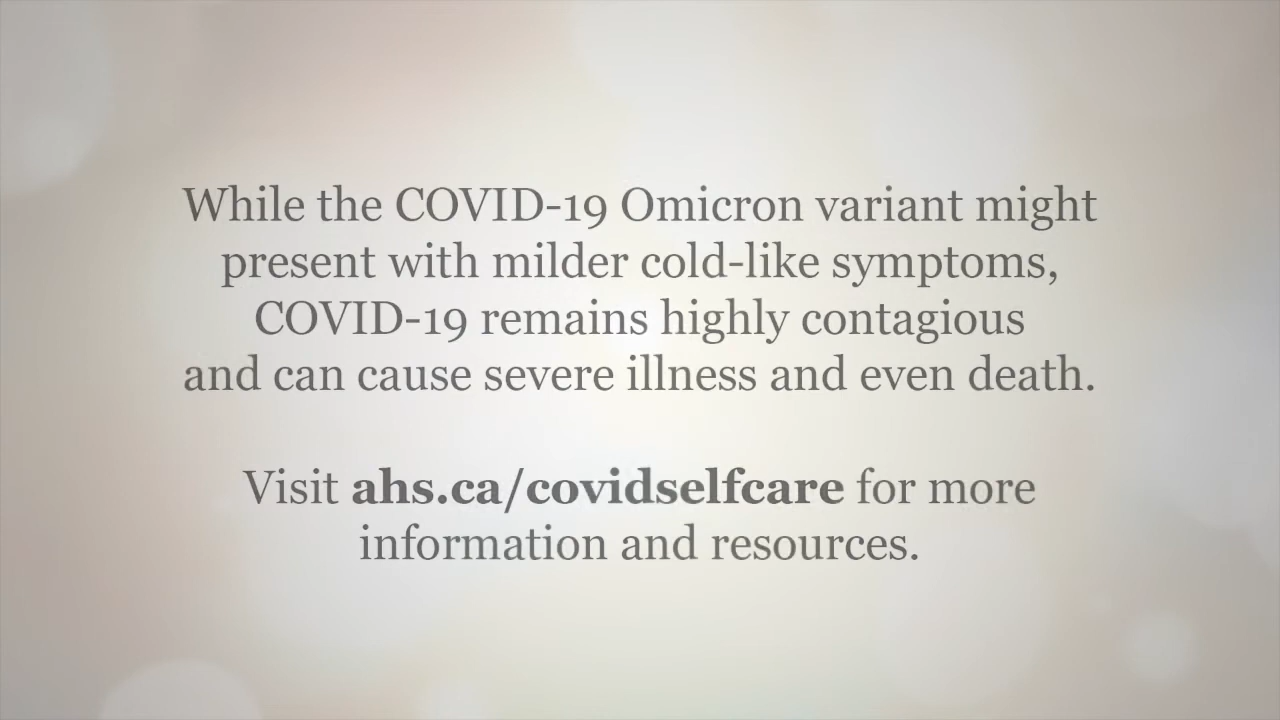 While the COVID-19 Omicron variant might
present with milder cold-like symptoms,
COVID-19 remains highly contagious
and can cause severe illness and even death.
Visit ahs.ca/covidselfcare for more
information and resources.